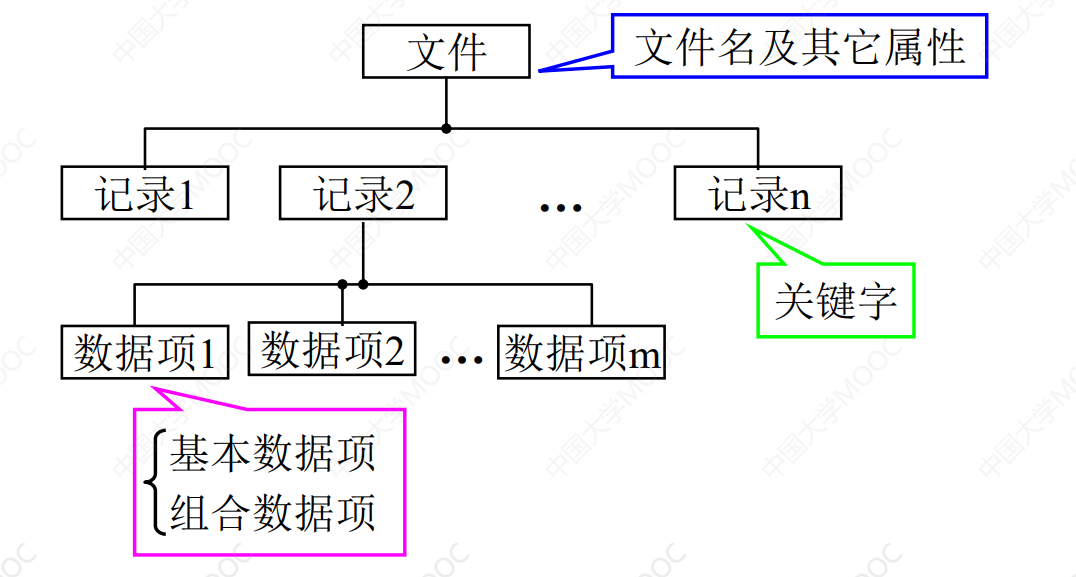 文件
文件名及其它属性
记录1
记录2
...
记录n
关键字
数据项1
数据项2
...
数据项m
基本数据项
组合数据项
中国大学MOOC